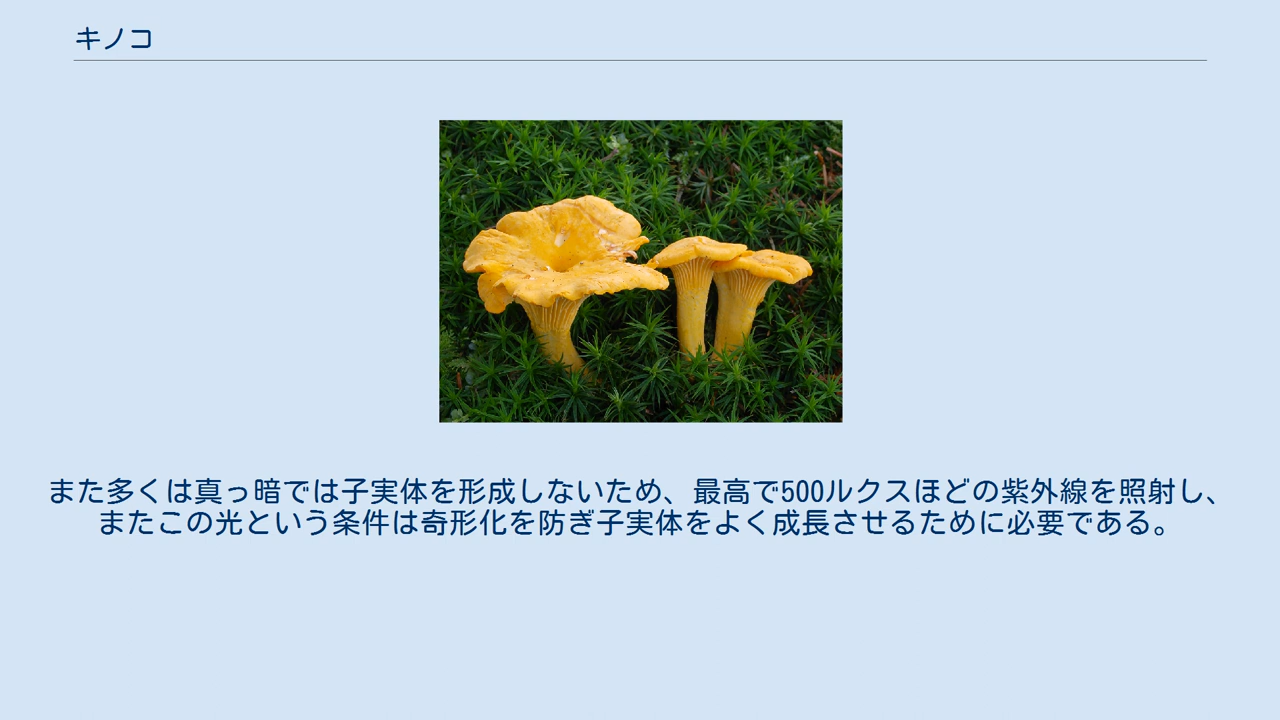 キノコ
また多くは真っ暗では子実体を形成しないため、最高で500ルクスほどの紫外線を照射し、
またこの光という条件は奇形化を防ぎ子実体をよく成長させるために必要である。